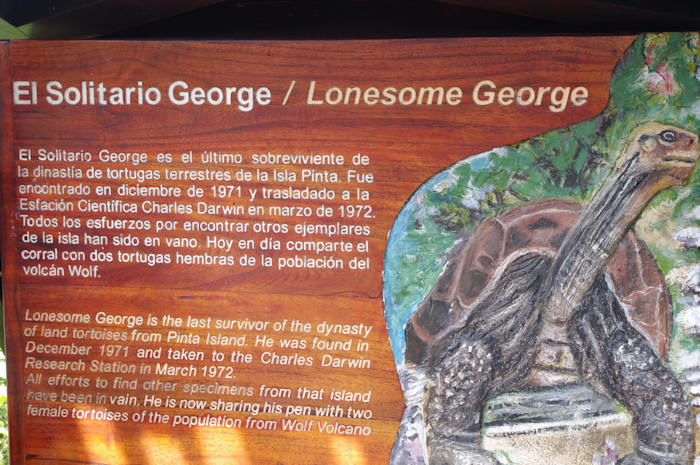 El Solitario George / Lonesome George
El Solitario George es el último sobreviviente de
la dinastía de tortugas terrestres de la Isla Pinta. Fue
encontrado en diciembre de 1971 y trasladado a la
Estación Científica Charles Darwin en marzo de 1972.
Todos los esfuerzos por encontrar otros ejemplares
de la isla han sido en vano. Hoy en día comparte el
corral con dos tortugas hembras de la población del
volcán Wolf.
Lonesome George is the last survivor of the dynasty
of land tortoises from Pinta Island. He was found in
December 1971 and taken to the Charles Darwin
Research Station in March 1972.
All efforts to find other specimens from that island
have been in vain. He is now sharing his pen with two
female tortoises of the population from Wolf Volcano